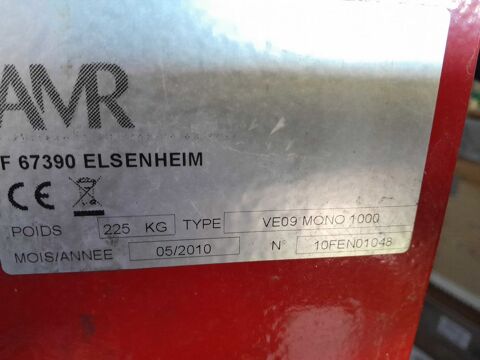 AMR
F 67390 ELSENHEIM
CE
POIDS 225 KG TYPE VE09 MONO 1000
MOIS/ANNEE 05/2010 N° 10FEN01048